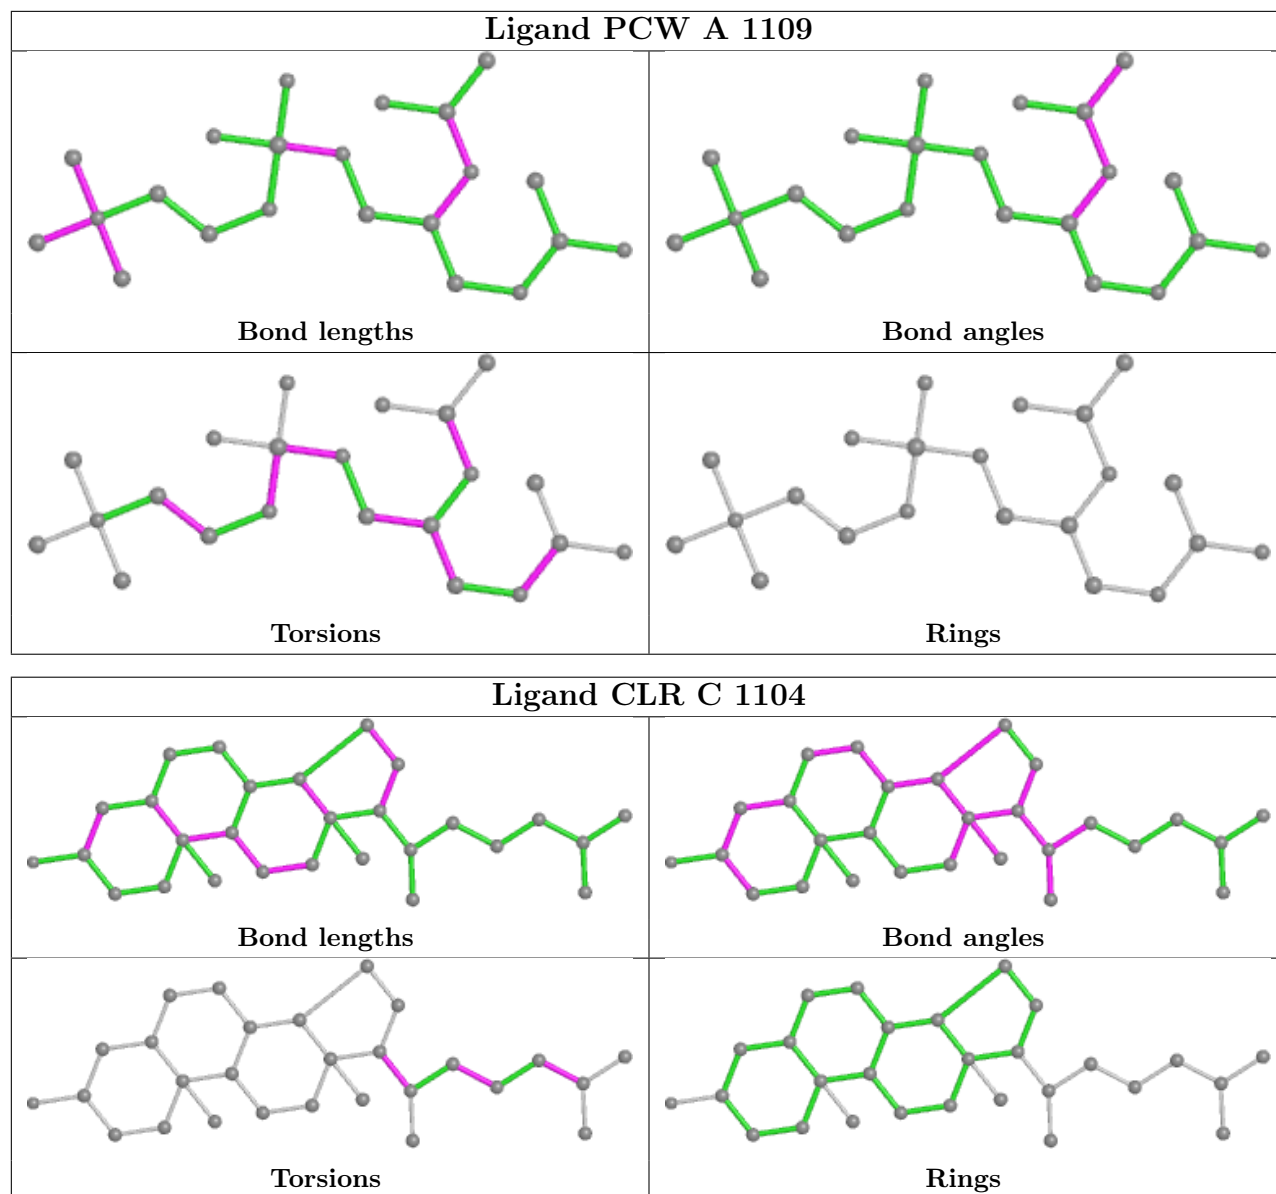 Ligand PCW A 1109
Bond lengths
Bond angles
Torsions
Rings
Ligand CLR C 1104
Bond lengths
Bond angles
Torsions
Rings